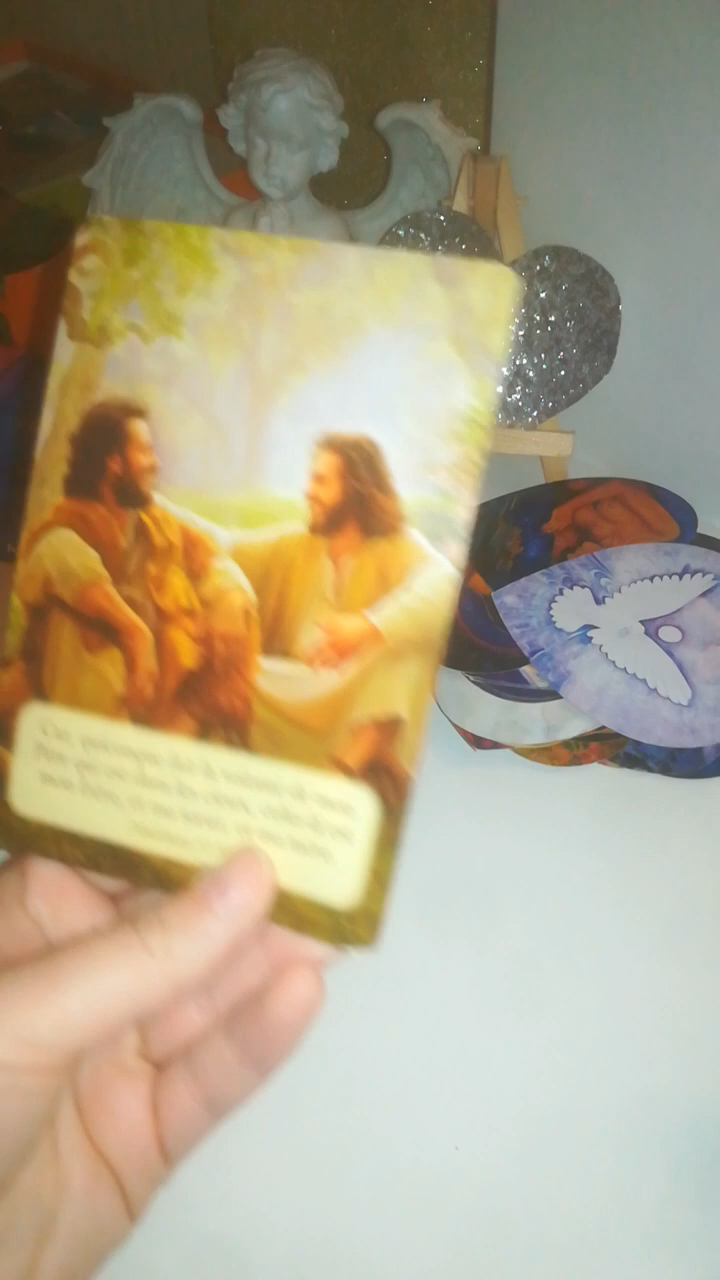 Car, quiconque fait la volonté de mon
Père qui est dans les cieux, celui-là est
mon frère, et ma sœur, et ma mère.